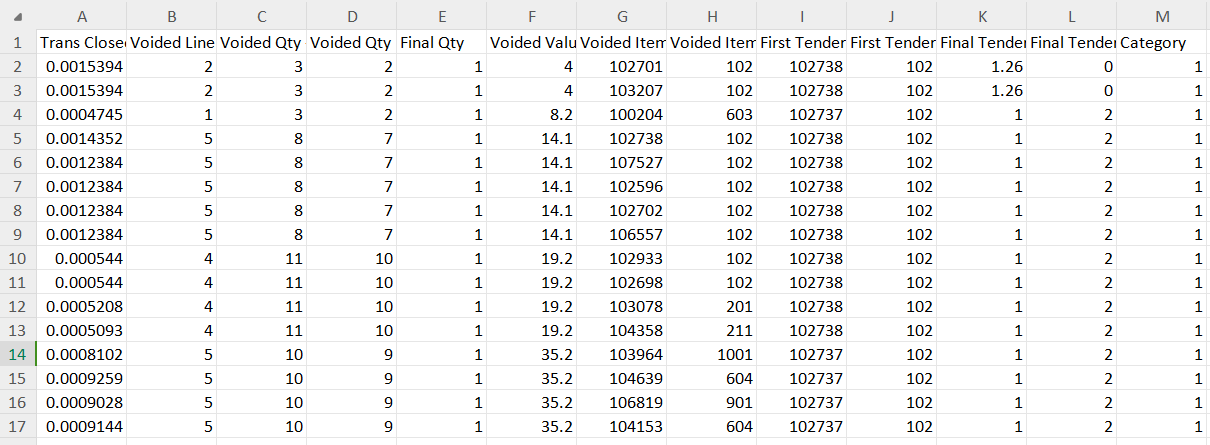 A B C D E F G H I J K L M
1 Trans Closed Voided Line Voided Qty Voided Qty Final Qty Voided Valu Voided Item Voided Item First Tender First Tender Final Tender Final Tender Category
2 0.0015394 2 3 2 1 4 102701 102 102738 102 1.26 0 1
3 0.0015394 2 3 2 1 4 103207 102 102738 102 1.26 0 1
4 0.0004745 1 3 2 1 8.2 100204 603 102737 102 1 2 1
5 0.0014352 5 8 7 1 14.1 102738 102 102738 102 1 2 1
6 0.0012384 5 8 7 1 14.1 107527 102 102738 102 1 2 1
7 0.0012384 5 8 7 1 14.1 102596 102 102738 102 1 2 1
8 0.0012384 5 8 7 1 14.1 102702 102 102738 102 1 2 1
9 0.0012384 5 8 7 1 14.1 106557 102 102738 102 1 2 1
10 0.000544 4 11 10 1 19.2 102933 102 102738 102 1 2 1
11 0.000544 4 11 10 1 19.2 102698 102 102738 102 1 2 1
12 0.0005208 4 11 10 1 19.2 103078 201 102738 102 1 2 1
13 0.0005093 4 11 10 1 19.2 104358 211 102738 102 1 2 1
14 0.0008102 5 10 9 1 35.2 103964 1001 102737 102 1 2 1
15 0.0009259 5 10 9 1 35.2 104639 604 102737 102 1 2 1
16 0.0009028 5 10 9 1 35.2 106819 901 102737 102 1 2 1
17 0.0009144 5 10 9 1 35.2 104153 604 102737 102 1 2 1